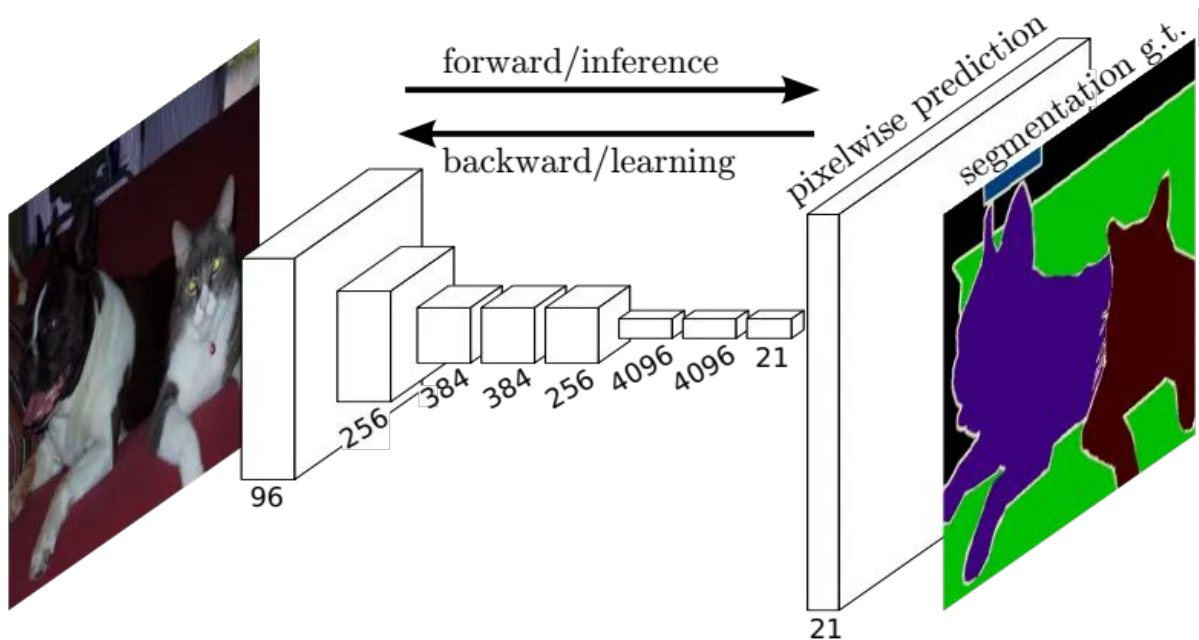 forward/inference
backward/learning
pixelwise prediction
segmentation g.t.
96
256
384
384
256
4096
4096
21
21